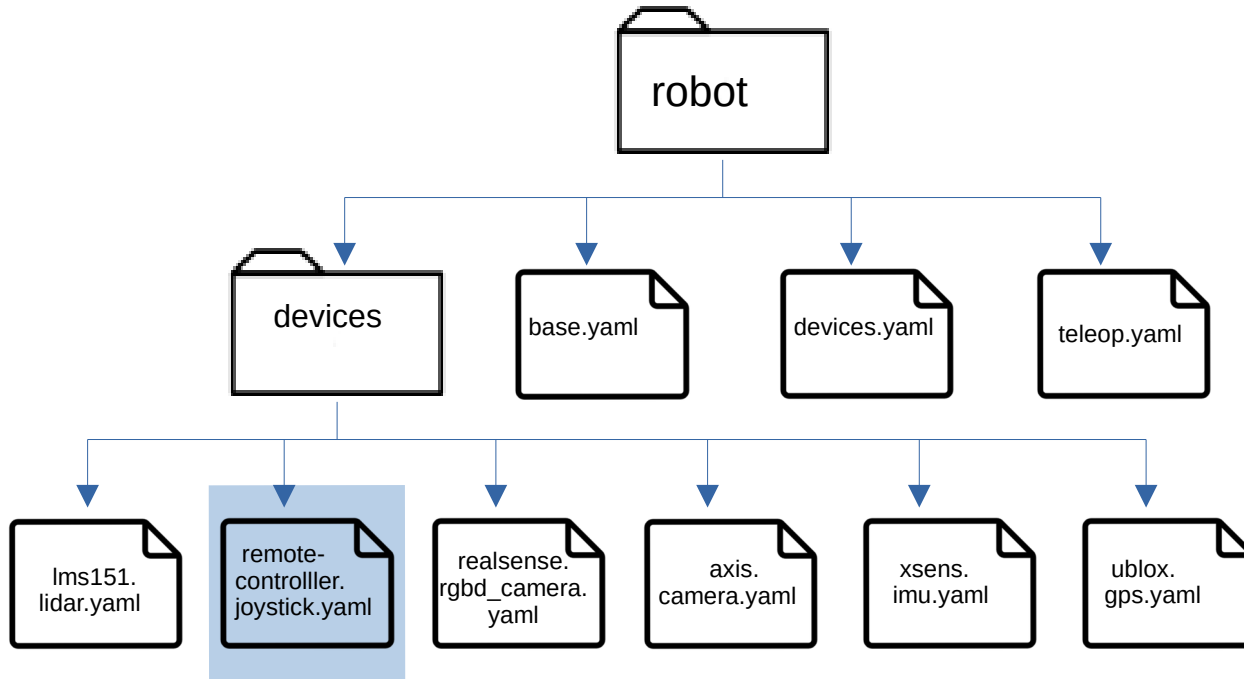 robot
devices
base.yaml
devices.yaml
teleop.yaml
lms151.
lidar.yaml
remote-
controlller.
joystick.yaml
realsense.
rgbd_camera.
yaml
axis.
camera.yaml
xsens.
imu.yaml
ublox.
gps.yaml